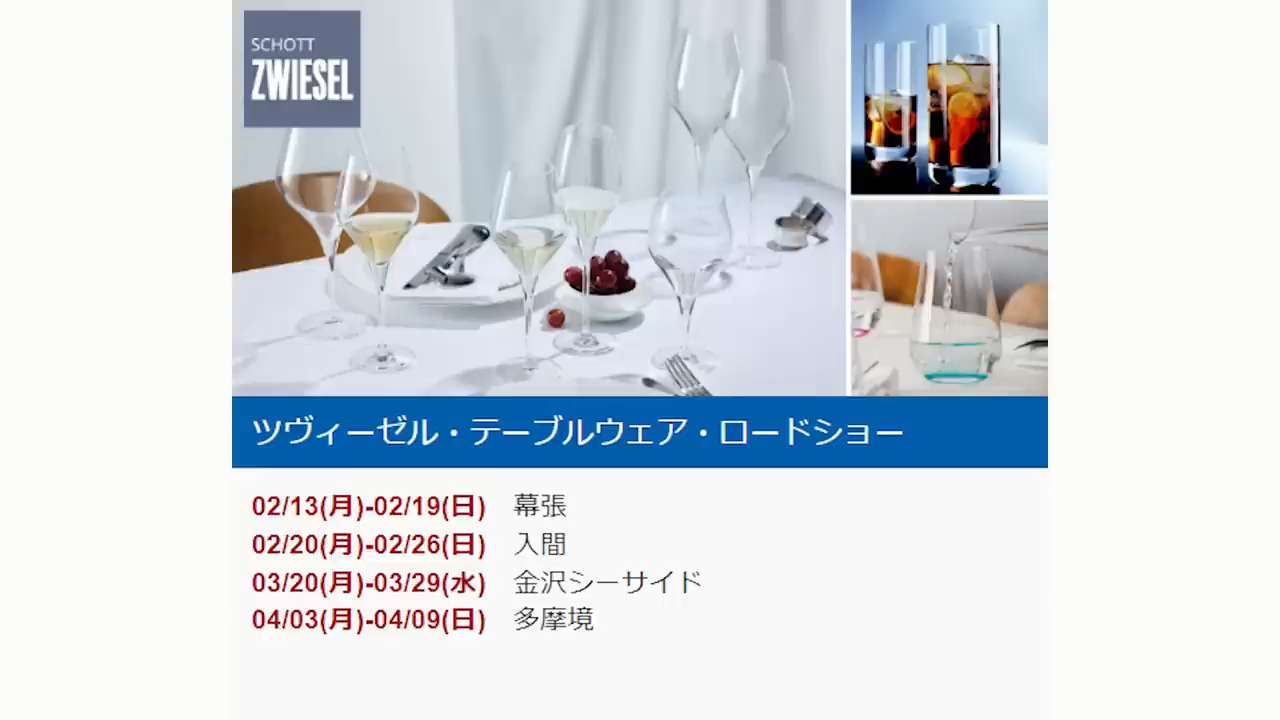 SCHOTT
ZWIESEL
ツヴィーゼル・テーブルウェア・ロードショー
02/13(月)-02/19(日) 幕張
02/20(月)-02/26(日) 入間
03/20(月)-03/29(水) 金沢シーサイド
04/03(月)-04/09(日) 多摩境